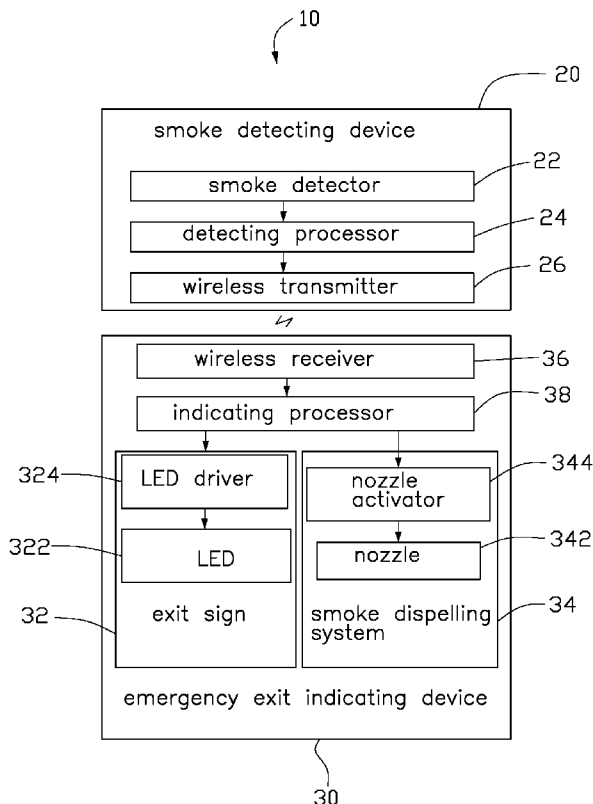 10
20
smoke detecting device
smoke detector
22
detecting processor
24
wireless transmitter
26
wireless receiver
36
indicating processor
38
324
LED driver
nozzle
activator
344
322
LED
nozzle
342
32
exit sign
smoke dispelling
system
34
emergency exit indicating device
30